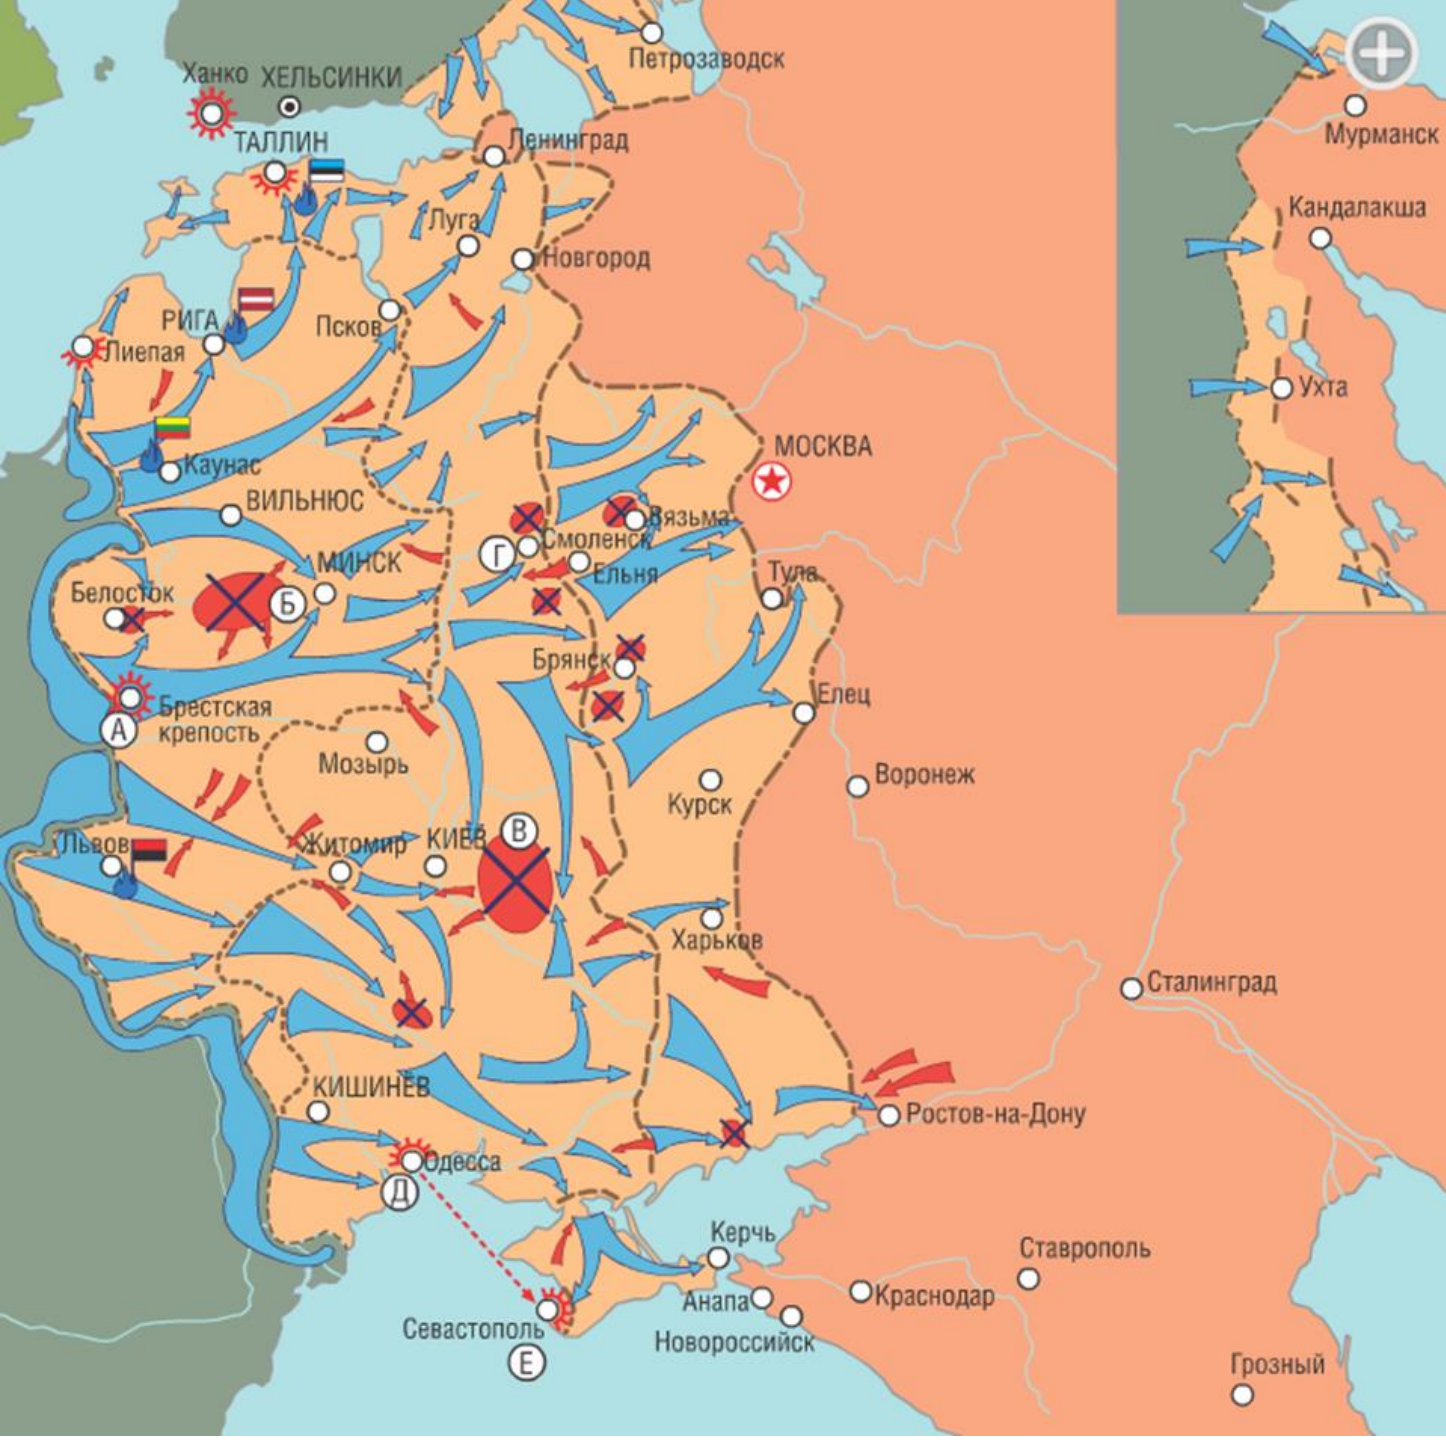 Петрозаводск
Ханко
ХЕЛЬСИНКИ
ТАЛЛИН
Ленинград
Мурманск
Кандалакша
Луга
Новгород
РИГА
Псков
Лиепая
Ухта
МОСКВА
Каунас
ВИЛЬНЮС
Вязьма
Смоленск
Г
Ельня
МИНСК
Белосток
Б
Тула
Брянск
Елец
Брестская
крепость
А
Мозырь
Воронеж
Курск
Львов
Житомир
КИЕВ
В
Харьков
Сталинград
КИШИНЁВ
Ростов-на-Дону
Одесса
Д
Керчь
Ставрополь
Анапа
Краснодар
Севастополь
Новороссийск
Е
Грозный